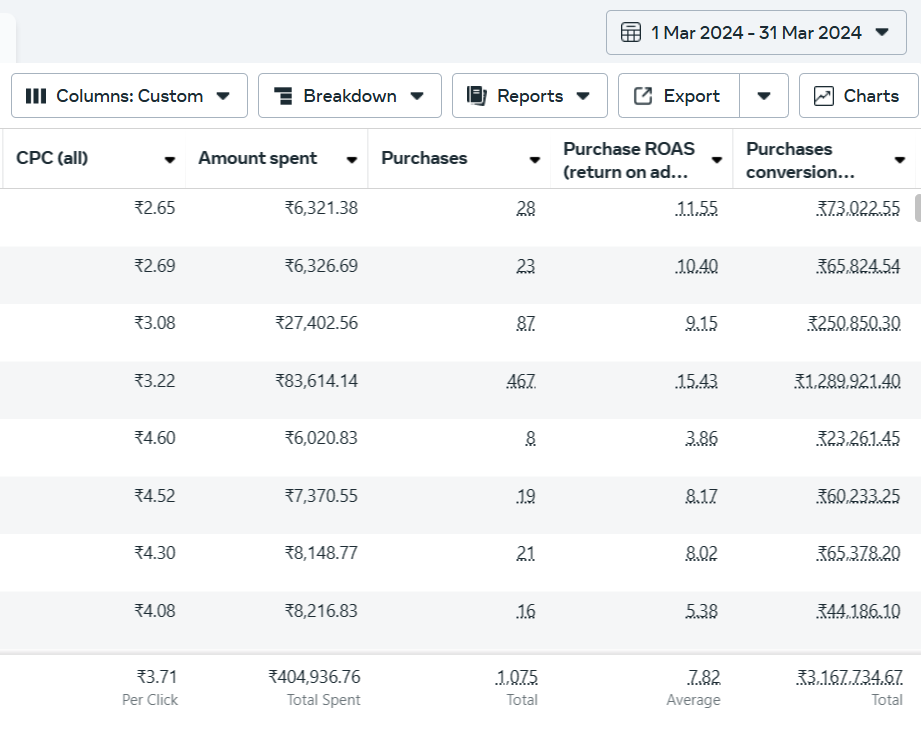 1 Mar 2024 - 31 Mar 2024
Columns: Custom Breakdown Reports Export Charts
CPC (all) Amount spent Purchases Purchase ROAS (return on ad... Purchases conversion...
₹2.65 ₹6,321.38 28 11.55 ₹73,022.55
₹2.69 ₹6,326.69 23 10.40 ₹65,824.54
₹3.08 ₹27,402.56 87 9.15 ₹250,850.30
₹3.22 ₹83,614.14 467 15.43 ₹1,289,921.40
₹4.60 ₹6,020.83 8 3.86 ₹23,261.45
₹4.52 ₹7,370.55 19 8.17 ₹60,233.25
₹4.30 ₹8,148.77 21 8.02 ₹65,378.20
₹4.08 ₹8,216.83 16 5.38 ₹44,186.10
₹3.71 ₹404,936.76 1,075 7.82 ₹3,167,734.67
Per Click Total Spent Total Average Total